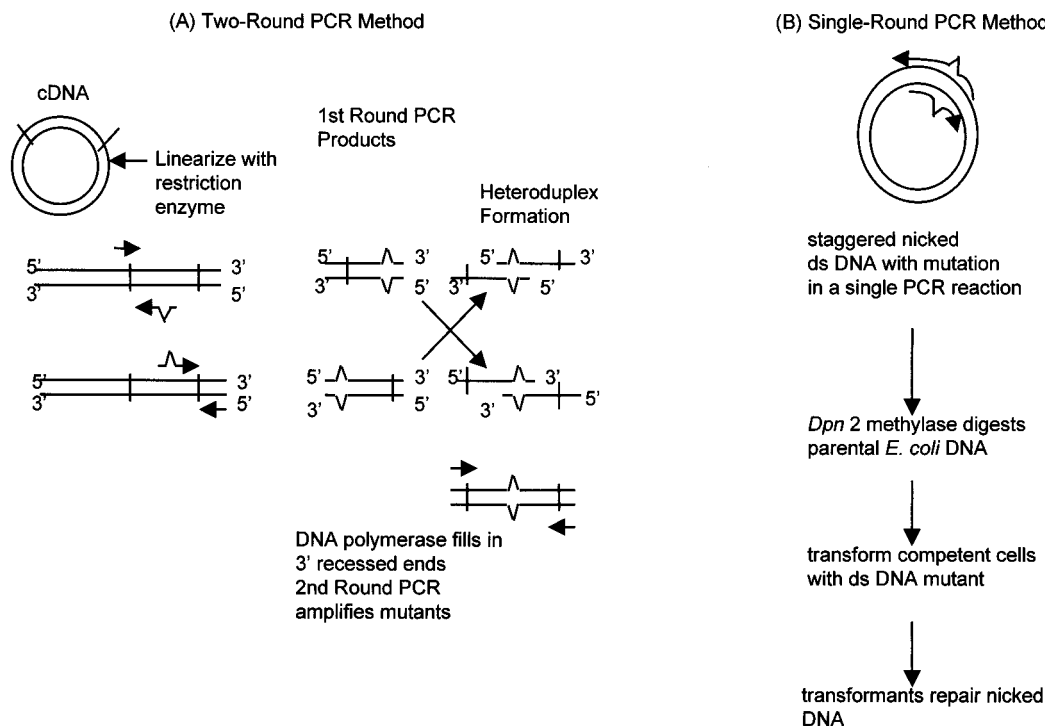 (A) Two-Round PCR Method
cDNA
Linearize with
restriction
enzyme
1st Round PCR
Products
Heteroduplex
Formation
5' 3'
3' 5'
5' 3'
3' 5'
5' 3'
3' 5'
5' 3'
3' 5'
5' 3'
3' 5'
5' 3'
3' 5'
DNA polymerase fills in
3' recessed ends
2nd Round PCR
amplifies mutants
(B) Single-Round PCR Method
staggered nicked
ds DNA with mutation
in a single PCR reaction
Dpn 2 methylase digests
parental E. coli DNA
transform competent cells
with ds DNA mutant
transformants repair nicked
DNA